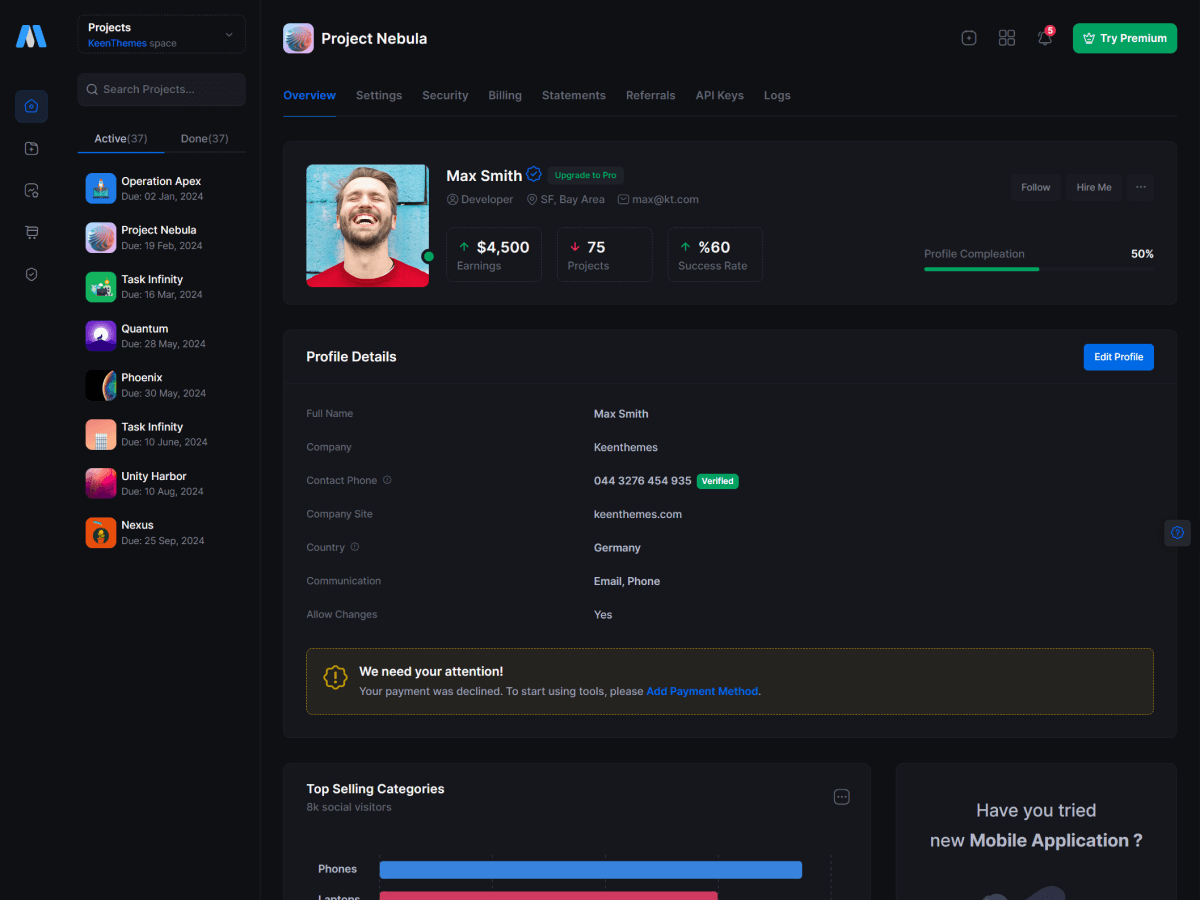 Projects
KeenThemes space
Search Projects...
Active(37)
Done(37)
Operation Apex
Due: 02 Jan, 2024
Project Nebula
Due: 19 Feb, 2024
Task Infinity
Due: 16 Mar, 2024
Quantum
Due: 28 May, 2024
Phoenix
Due: 30 May, 2024
Task Infinity
Due: 10 June, 2024
Unity Harbor
Due: 10 Aug, 2024
Nexus
Due: 25 Sep, 2024
Project Nebula
5
Try Premium
Overview Settings Security Billing Statements Referrals API Keys Logs
Max Smith Upgrade to Pro
Developer SF, Bay Area max@kt.com
Follow
Hire Me
$4,500
Earnings
75
Projects
%60
Success Rate
Profile Compleation 50%
Profile Details
Edit Profile
Full Name Max Smith
Company Keenthemes
Contact Phone 044 3276 454 935 Verified
Company Site keenthemes.com
Country Germany
Communication Email, Phone
Allow Changes Yes
We need your attention!
Your payment was declined. To start using tools, please Add Payment Method.
Top Selling Categories
8k social visitors
Phones
Laptops
Have you tried
new Mobile Application ?